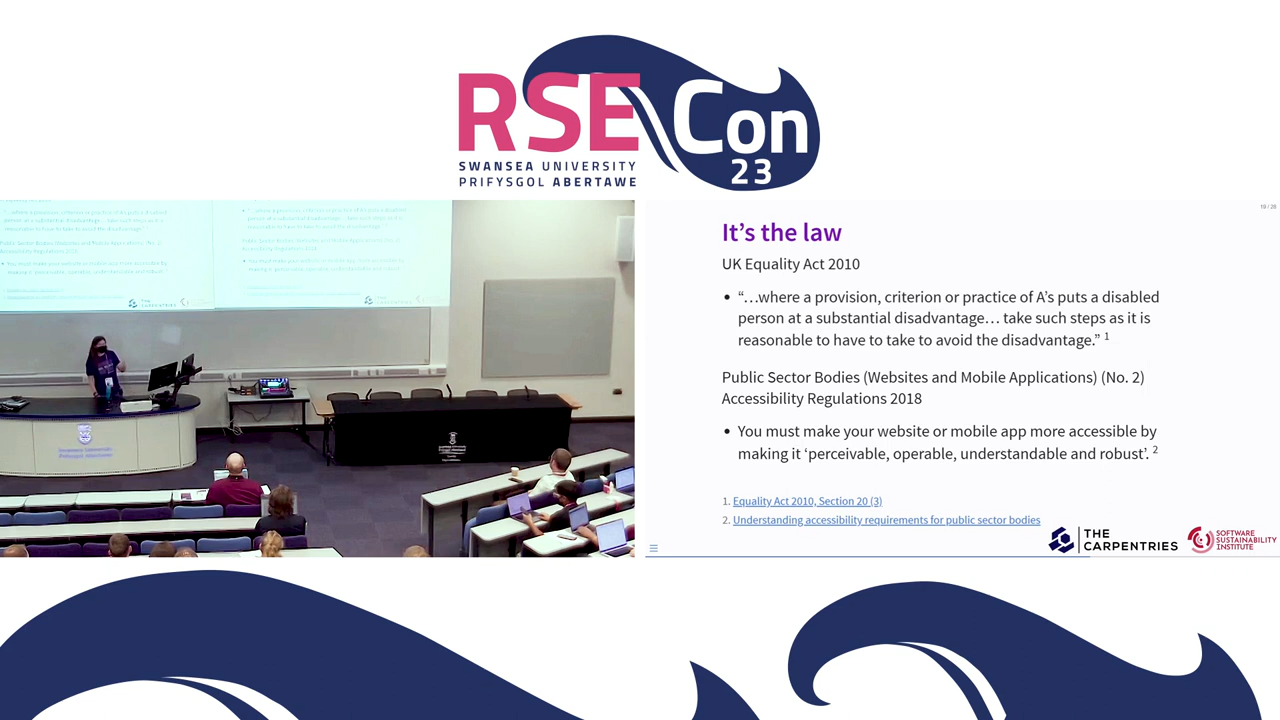 RSE Con
23
SWANSEA UNIVERSITY
PRIFYSGOL ABERTAWE
19 / 28
It’s the law
UK Equality Act 2010
• “…where a provision, criterion or practice of A’s puts a disabled
person at a substantial disadvantage… take such steps as it is
reasonable to have to take to avoid the disadvantage.” 1
Public Sector Bodies (Websites and Mobile Applications) (No. 2)
Accessibility Regulations 2018
• You must make your website or mobile app more accessible by
making it ‘perceivable, operable, understandable and robust’. 2
1. Equality Act 2010, Section 20 (3)
2. Understanding accessibility requirements for public sector bodies
THE
CARPENTRIES
SOFTWARE
SUSTAINABILITY
INSTITUTE